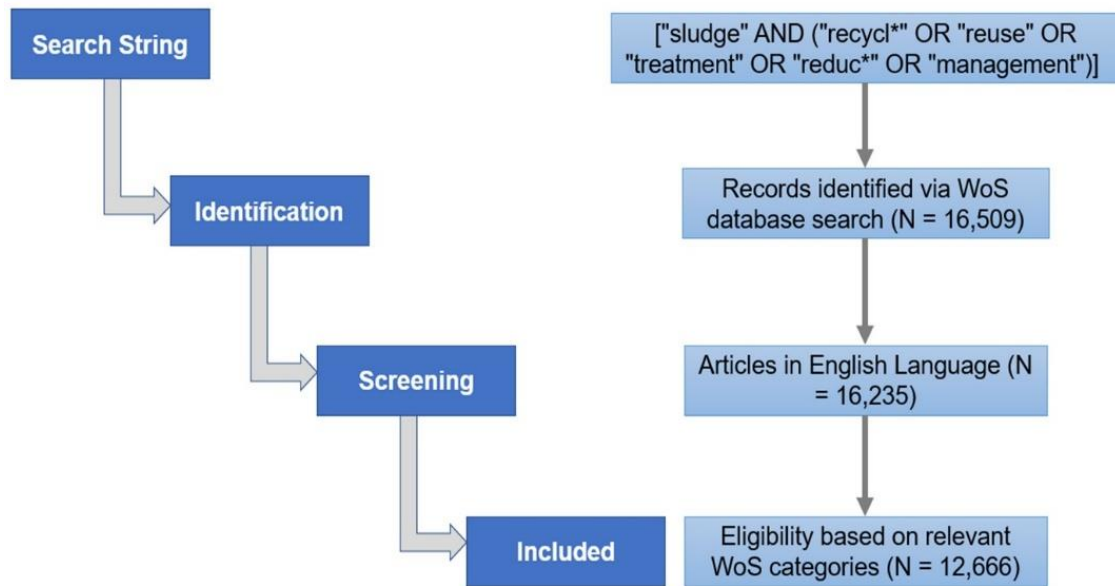 Search String
["sludge" AND ("recycl*" OR "reuse" OR
"treatment" OR "reduc*" OR "management")]
Identification
Records identified via WoS
database search (N = 16,509)
Screening
Articles in English Language (N
= 16,235)
Included
Eligibility based on relevant
WoS categories (N = 12,666)